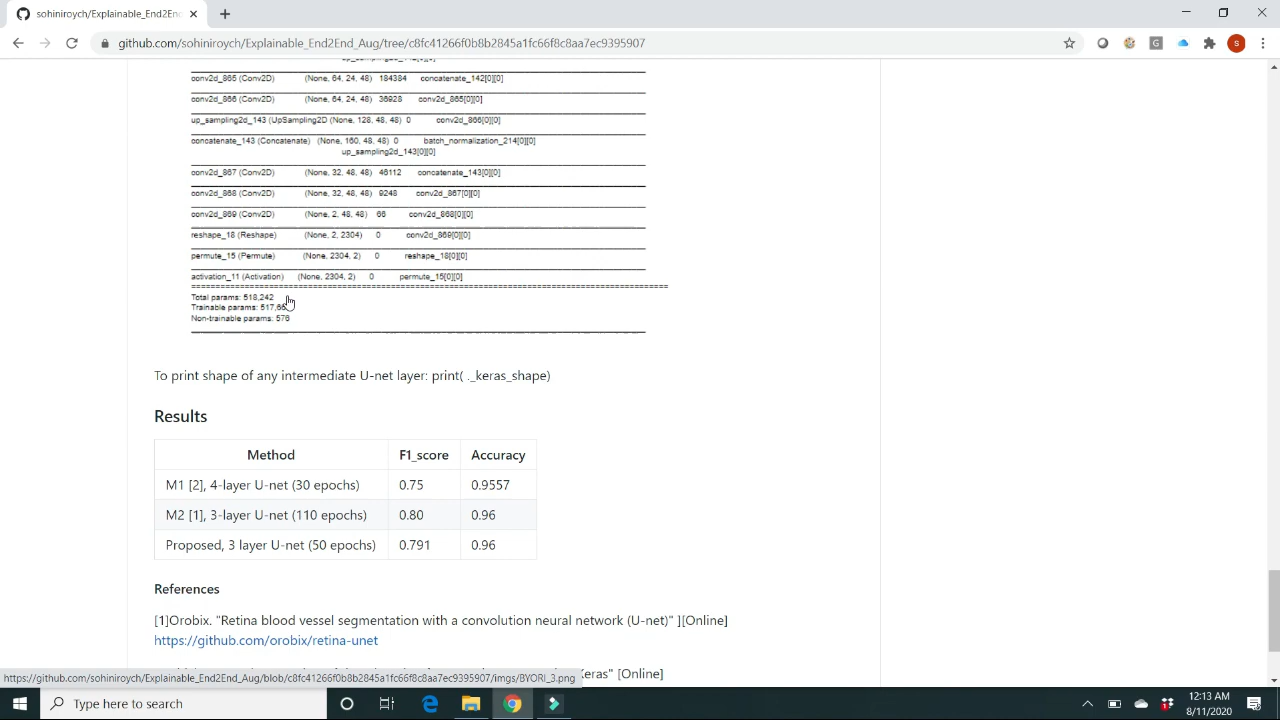 sohiniroych/Explainable_End2End
github.com/sohiniroych/Explainable_End2End_Aug/tree/c8fc41266f0b8b2845a1fc66f8c8aa7ec9395907
conv2d_865 (Conv2D) (None, 64, 24, 48) 184384 concatenate_142[0][0]
conv2d_866 (Conv2D) (None, 64, 24, 48) 36928 conv2d_865[0][0]
up_sampling2d_143 (UpSampling2D (None, 128, 48, 48) 0 conv2d_866[0][0]
concatenate_143 (Concatenate) (None, 160, 48, 48) 0 batch_normalization_214[0][0]
up_sampling2d_143[0][0]
conv2d_867 (Conv2D) (None, 32, 48, 48) 46112 concatenate_143[0][0]
conv2d_868 (Conv2D) (None, 32, 48, 48) 9248 conv2d_867[0][0]
conv2d_869 (Conv2D) (None, 2, 48, 48) 66 conv2d_868[0][0]
reshape_18 (Reshape) (None, 2, 2304) 0 conv2d_869[0][0]
permute_15 (Permute) (None, 2304, 2) 0 reshape_18[0][0]
activation_11 (Activation) (None, 2304, 2) 0 permute_15[0][0]
Total params: 518,242
Trainable params: 517,66
Non-trainable params: 576
To print shape of any intermediate U-net layer: print( ._keras_shape)
Results
Method F1_score Accuracy
M1 [2], 4-layer U-net (30 epochs) 0.75 0.9557
M2 [1], 3-layer U-net (110 epochs) 0.80 0.96
Proposed, 3 layer U-net (50 epochs) 0.791 0.96
References
[1]Orobix. "Retina blood vessel segmentation with a convolution neural network (U-net)" ][Online]
https://github.com/orobix/retina-unet
Keras" [Online]
https://github.com/sohiniroych/Explainable_End2End_Aug/blob/c8fc41266f0b8b2845a1fc66f8c8aa7ec9395907/imgs/BYORI_3.png
Type here to search
12:13 AM
8/11/2020